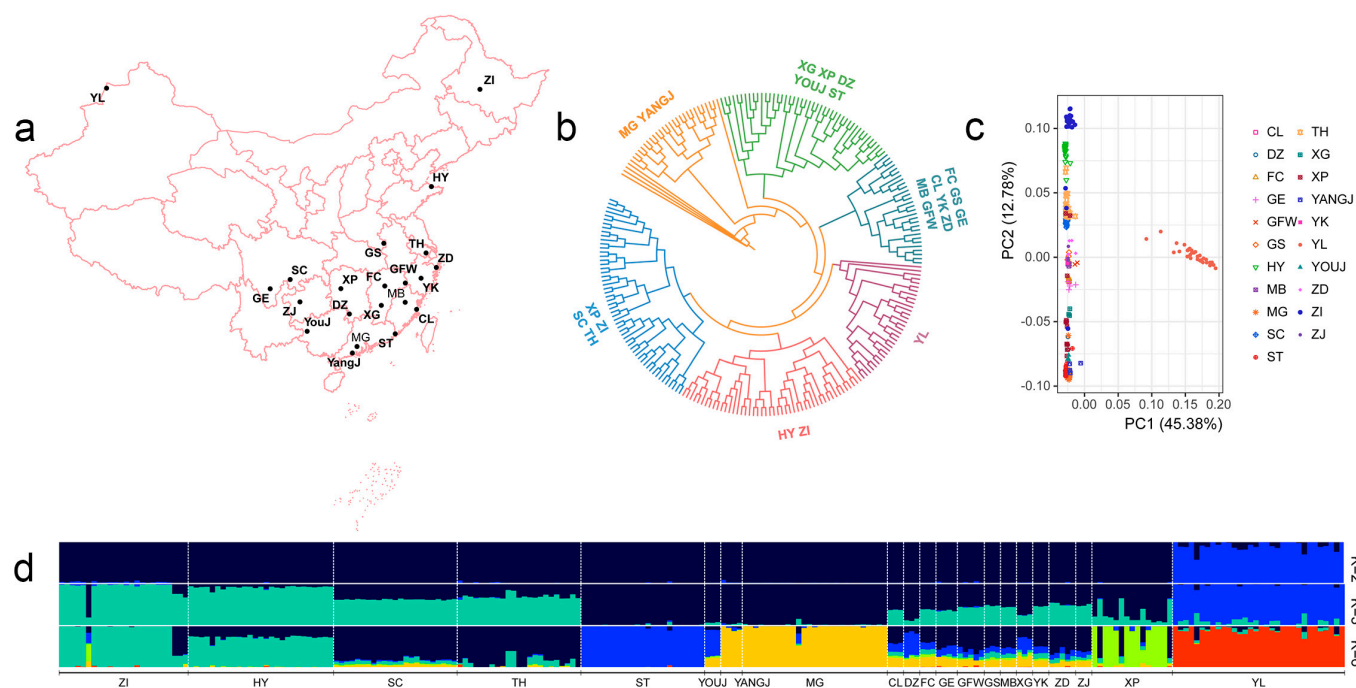 a
YL
ZI
HY
GS
TH
ZD
SC
GE
XP
FC
GFW
MB
YK
ZJ
DZ
XG
CL
YouJ
ST
MG
YangJ
b
MG YANGJ
XG XP DZ
YOUJ ST
FC GS GE
CL YK ZD
MB GFW
YL
HY ZI
XP ZI
SC TH
c
PC2 (12.78%)
0.10
0.05
0.00
-0.05
-0.10
0.00 0.05 0.10 0.15 0.20
PC1 (45.38%)
CL TH
DZ XG
FC XP
GE YANGJ
GFW YK
GS YL
HY YOUJ
MB ZD
MG ZI
SC ZJ
ST
d
ZI HY SC TH ST YOUJ YANGJ MG CL DZ FC GE GFW GS MB XG YK ZD ZJ XP YL